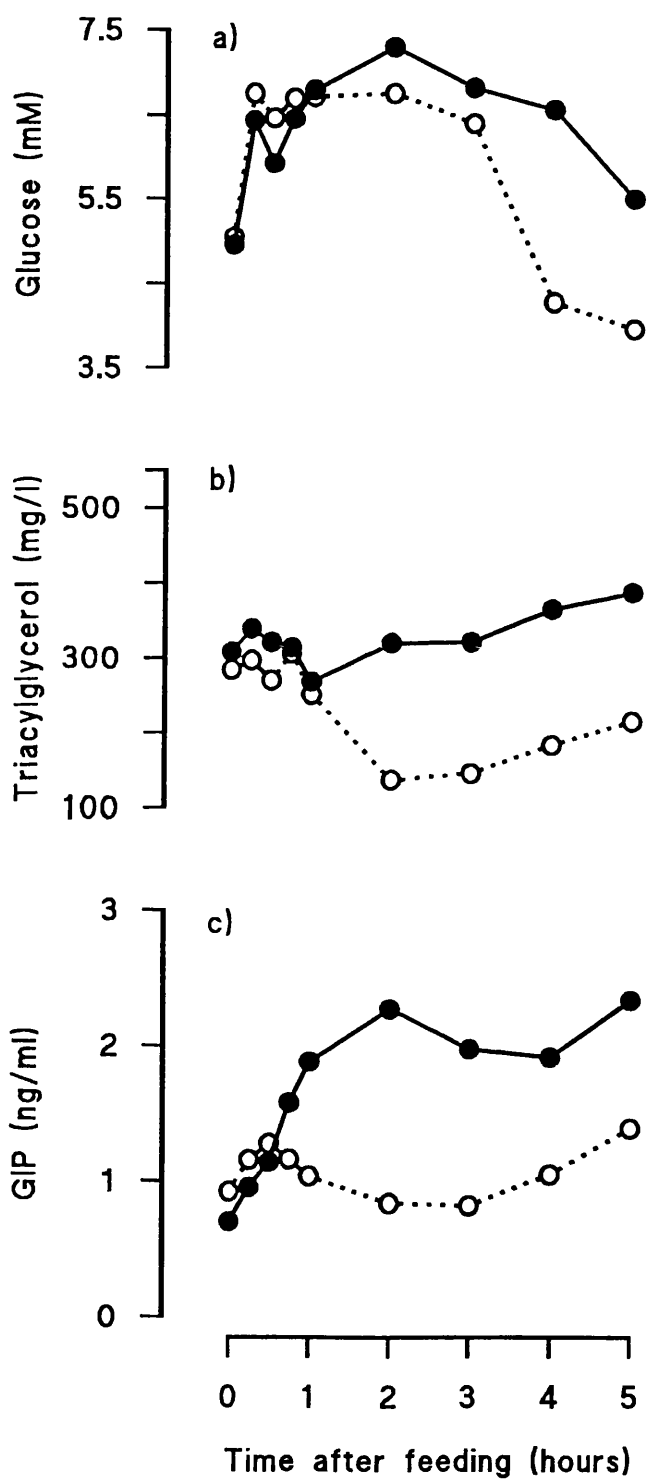 a)
7.5
5.5
3.5
Glucose (mM)
b)
500
300
100
Triacylglycerol (mg/l)
c)
3
2
1
0
GIP (ng/ml)
0 1 2 3 4 5
Time after feeding (hours)